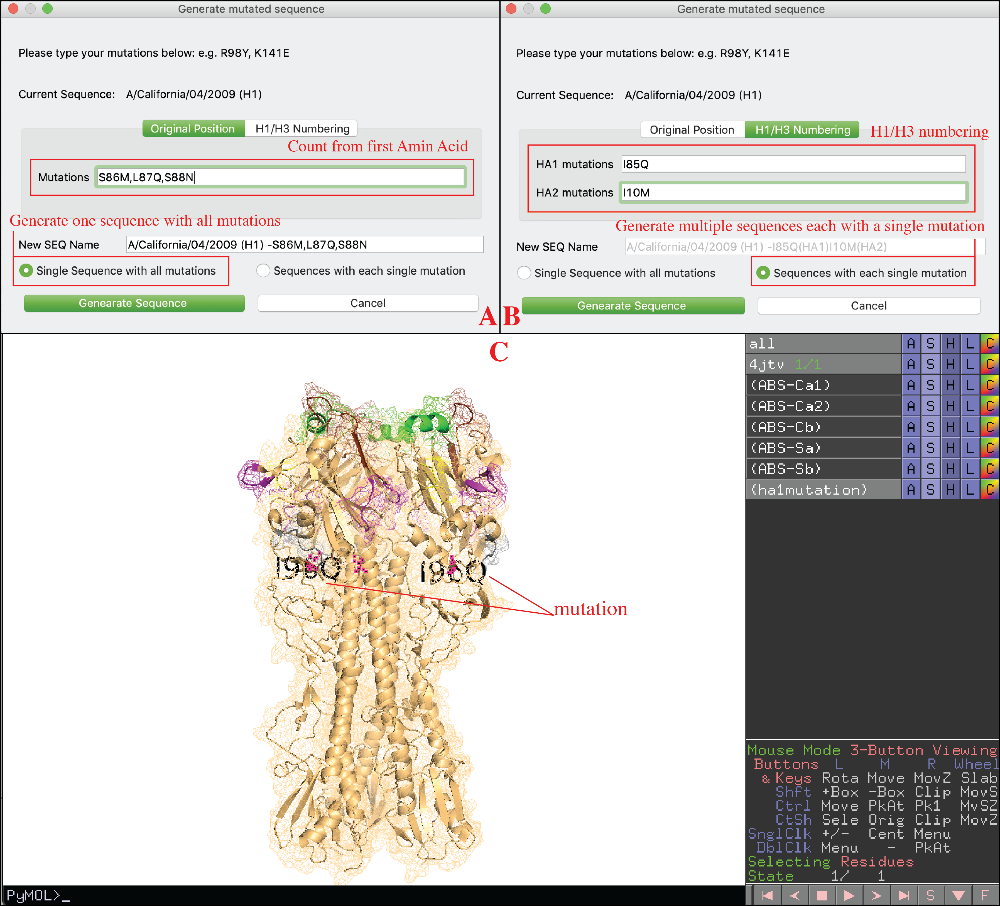 Generate mutated sequence
Please type your mutations below: e.g. R98Y, K141E
Current Sequence: A/California/04/2009 (H1)
Original Position H1/H3 Numbering
Count from first Amin Acid
Mutations S86M,L87Q,S88N
Generate one sequence with all mutations
New SEQ Name A/California/04/2009 (H1) -S86M,L87Q,S88N
Single Sequence with all mutations Sequences with each single mutation
Genearate Sequence Cancel
A
Generate mutated sequence
Please type your mutations below: e.g. R98Y, K141E
Current Sequence: A/California/04/2009 (H1)
Original Position H1/H3 Numbering H1/H3 numbering
HA1 mutations I85Q
HA2 mutations I10M
Generate multiple sequences each with a single mutation
New SEQ Name A/California/04/2009 (H1) -I85Q(HA1)I10M(HA2)
Single Sequence with all mutations Sequences with each single mutation
Genearate Sequence Cancel
B
C
mutation
all A S H L C
4jtv 1/1 A S H L C
(ABS-Ca1) A S H L C
(ABS-Ca2) A S H L C
(ABS-Cb) A S H L C
(ABS-Sa) A S H L C
(ABS-Sb) A S H L C
(ha1mutation) A S H L C
Mouse Mode 3-Button Viewing
Buttons L M R Wheel
& Keys Rota Move MovZ Slab
Shft +Box -Box Clip MovS
Ctrl Move PkAt Pk1 MvSZ
CtSh Sele Orig Clip MovZ
SnglClk +/- Cent Menu
DblClk Menu - PkAt
Selecting Residues
State 1/ 1
S F
PyMOL>_